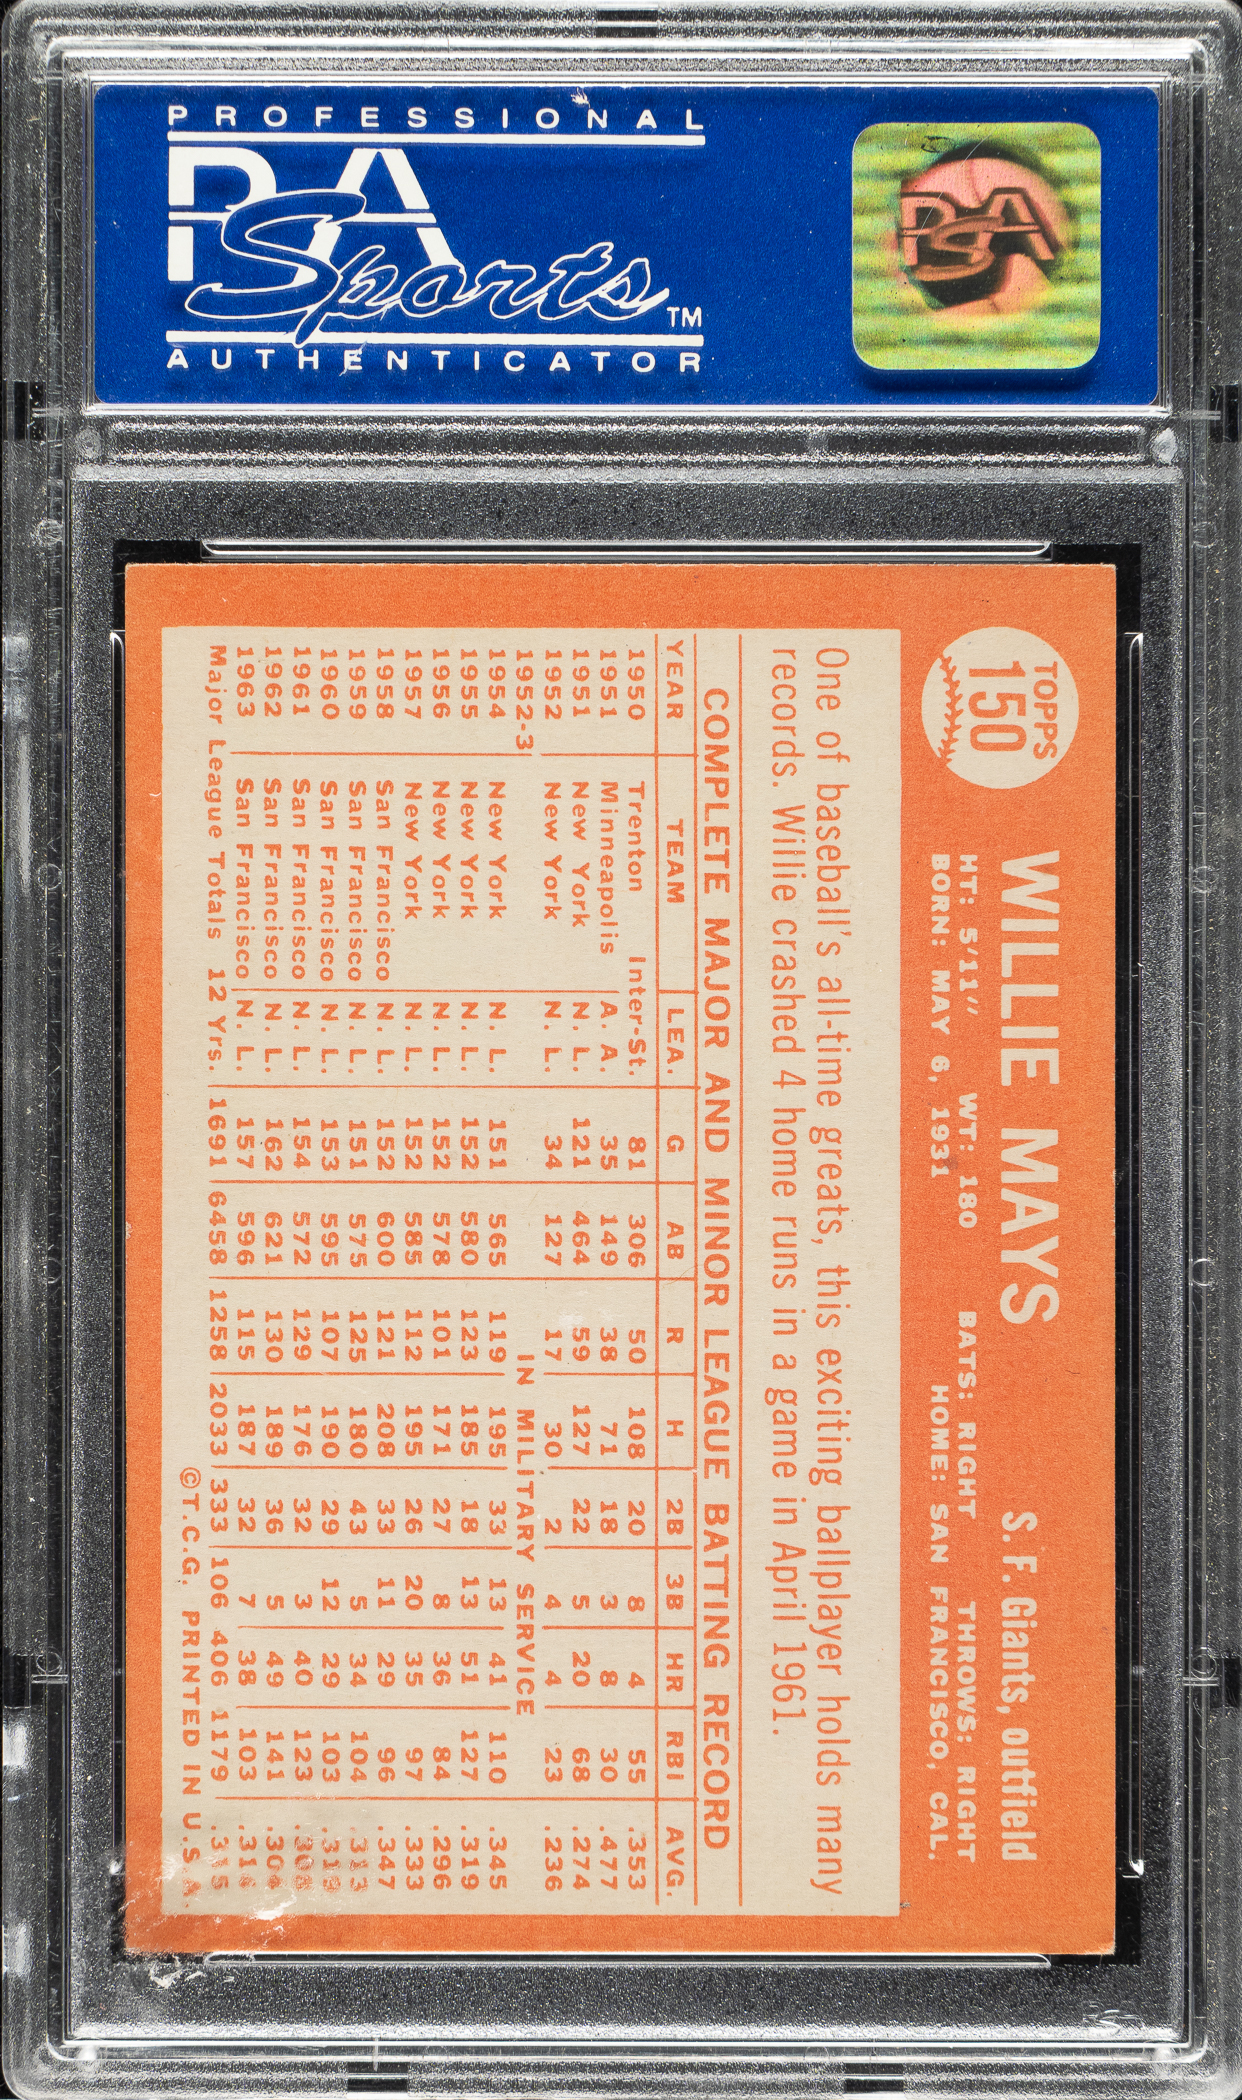 PROFESSIONAL
PSA Sports™
AUTHENTICATOR
PSA
TOPPS
150
WILLIE MAYS S. F. Giants, outfield
HT: 5'11" WT: 180 BATS: RIGHT THROWS: RIGHT
BORN: MAY 6, 1931 HOME: SAN FRANCISCO, CAL.
One of baseball's all-time greats, this exciting ballplayer holds many
records. Willie crashed 4 home runs in a game in April 1961.
COMPLETE MAJOR AND MINOR LEAGUE BATTING RECORD
YEAR TEAM LEA. G AB R H 2B 3B HR RBI AVG.
1950 Trenton Inter-St. 81 306 50 108 20 8 4 55 .353
1951 Minneapolis A. A. 35 149 38 71 18 3 8 30 .477
1951 New York N. L. 121 464 59 127 22 5 20 68 .274
1952 New York N. L. 34 127 17 30 2 4 4 23 .236
1952-3 IN MILITARY SERVICE
1954 New York N. L. 151 565 119 195 33 13 41 110 .345
1955 New York N. L. 152 580 123 185 18 13 51 127 .319
1956 New York N. L. 152 578 101 171 27 8 36 84 .296
1957 New York N. L. 152 585 112 195 26 20 35 97 .333
1958 San Francisco N. L. 152 600 121 208 33 11 29 96 .347
1959 San Francisco N. L. 151 575 125 180 43 5 34 104 .313
1960 San Francisco N. L. 153 595 107 190 29 12 29 103 .319
1961 San Francisco N. L. 154 572 129 176 32 3 40 123 .308
1962 San Francisco N. L. 162 621 130 189 36 5 49 141 .304
1963 San Francisco N. L. 157 596 115 187 32 7 38 103 .314
Major League Totals 12 Yrs. 1691 6458 1258 2033 333 106 406 1179 .315
©T.C.G. PRINTED IN U.S.A.